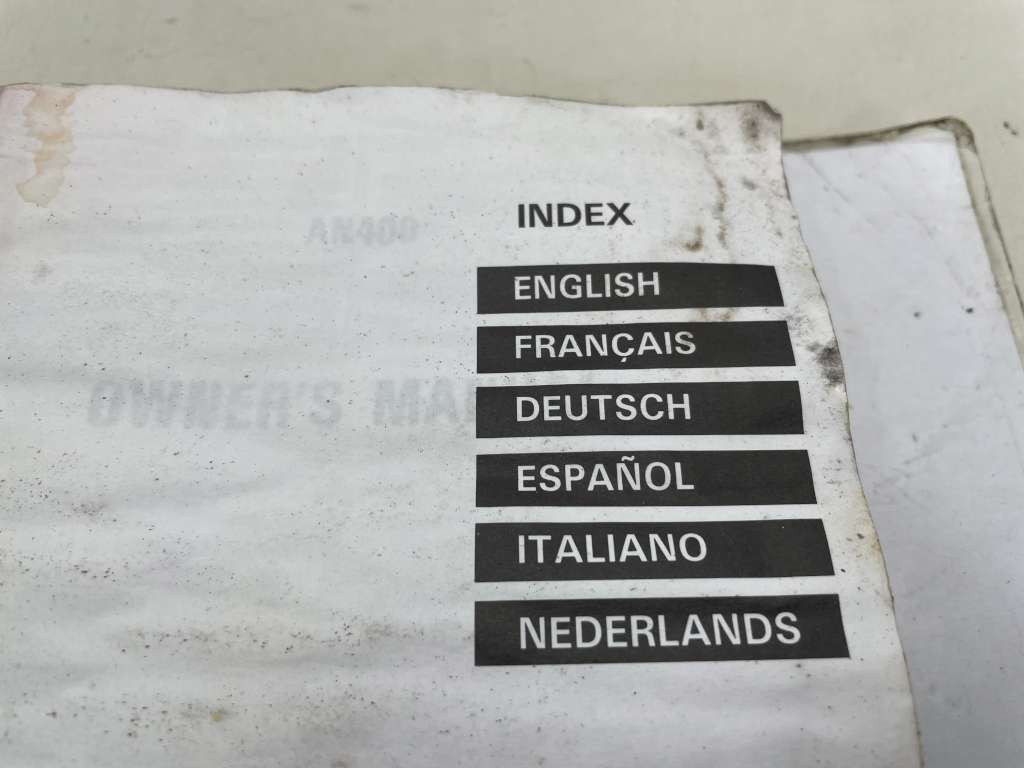 INDEX
AN400
ENGLISH
FRANÇAIS
DEUTSCH
OWNER'S
ESPAÑOL
ITALIANO
NEDERLANDS